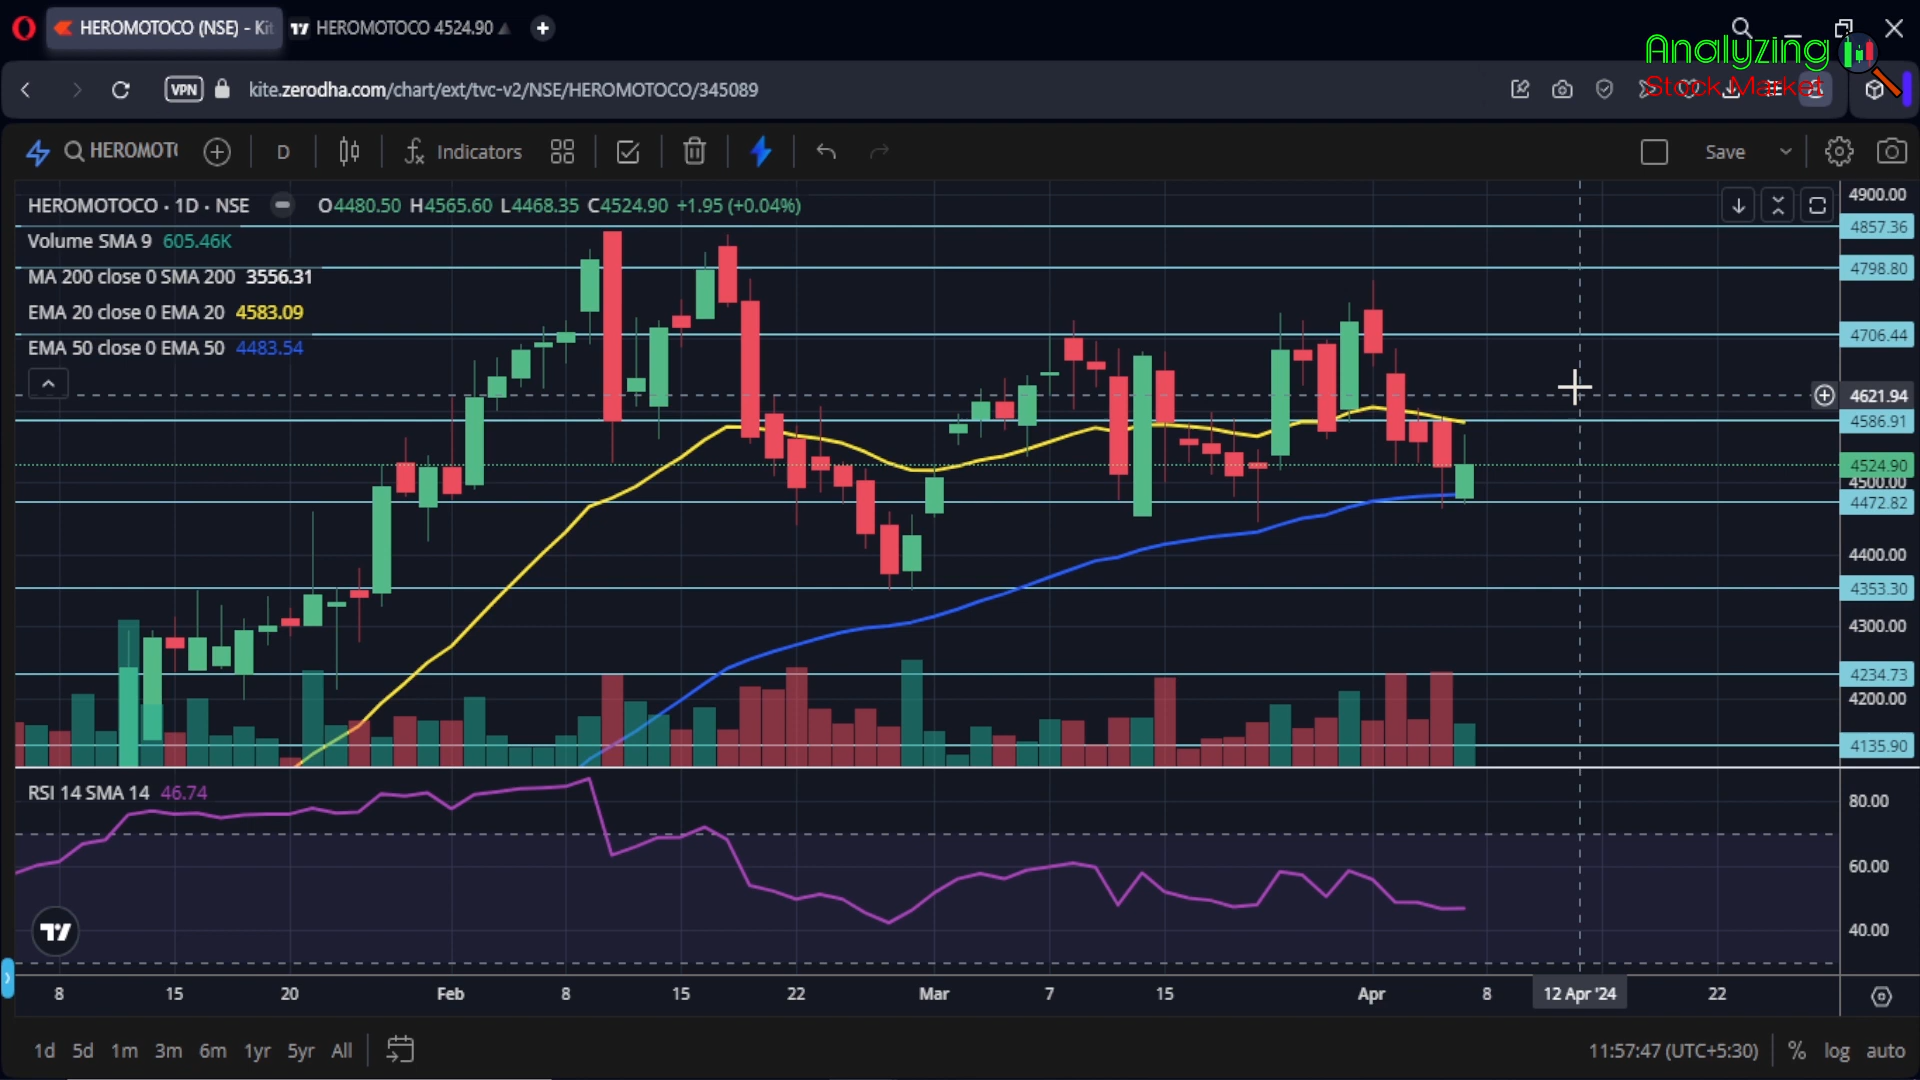 HEROMOTOCO (NSE) - Kit
HEROMOTOCO 4524.90
Analyzing
Stock Market
VPN
kite.zerodha.com/chart/ext/tvc-v2/NSE/HEROMOTOCO/345089
HEROMOT
D
Indicators
Save
HEROMOTOCO · 1D · NSE O4480.50 H4565.60 L4468.35 C4524.90 +1.95 (+0.04%)
Volume SMA 9 605.46K
MA 200 close 0 SMA 200 3556.31
EMA 20 close 0 EMA 20 4583.09
EMA 50 close 0 EMA 50 4483.54
4900.00
4857.36
4798.80
4706.44
4621.94
4586.91
4524.90
4500.00
4472.82
4400.00
4353.30
4300.00
4234.73
4200.00
4135.90
RSI 14 SMA 14 46.74
80.00
60.00
40.00
8 15 20 Feb 8 15 22 Mar 7 15 Apr 8 12 Apr '24 22
1d 5d 1m 3m 6m 1yr 5yr All
11:57:47 (UTC+5:30) % log auto